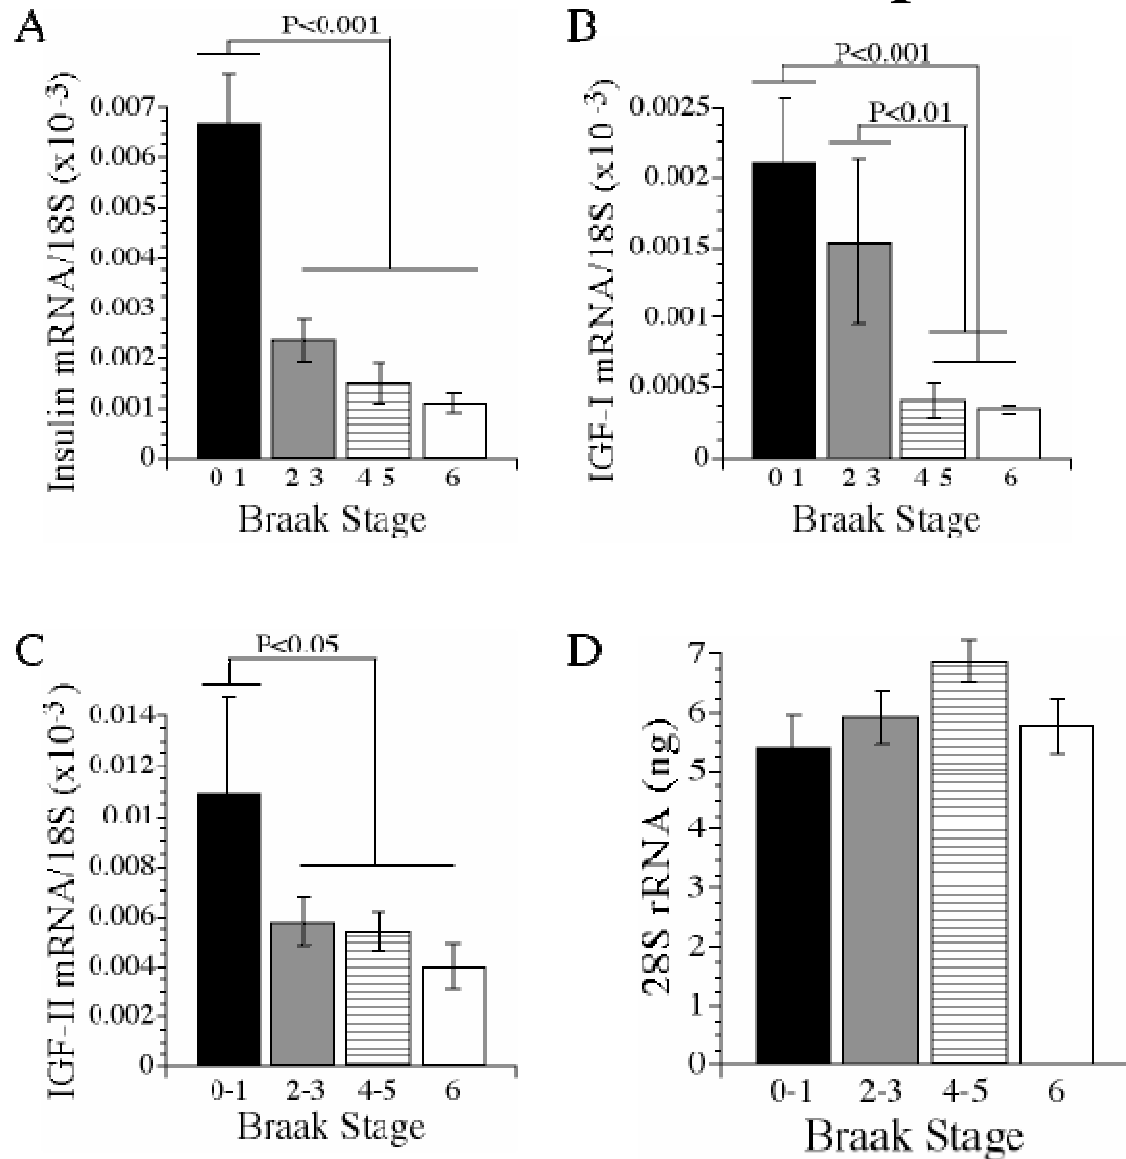 A
P<0.001
Insulin mRNA/18S (x10-3)
0.007
0.006
0.005
0.004
0.003
0.002
0.001
0
0 1 2 3 4 5 6
Braak Stage
B
P<0.001
P<0.01
IGF-I mRNA/18S (x10-3)
0.0025
0.002
0.0015
0.001
0.0005
0
0 1 2 3 4 5 6
Braak Stage
C
P<0.05
IGF-II mRNA/18S (x10-3)
0.014
0.012
0.01
0.008
0.006
0.004
0.002
0
0-1 2-3 4-5 6
Braak Stage
D
28S rRNA (ng)
7
6
5
4
3
2
1
0
0-1 2-3 4-5 6
Braak Stage